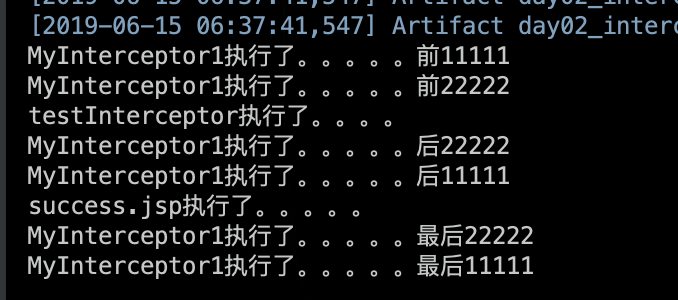 [2019-06-15 06:37:41,547] Artifact day02_inter
[2019-06-15 06:37:41,547] Artifact day02_interc
MyInterceptor1执行了。。。。。前11111
MyInterceptor1执行了。。。。。前22222
testInterceptor执行了。。。。
MyInterceptor1执行了。。。。。后22222
MyInterceptor1执行了。。。。。后11111
success.jsp执行了。。。。。
MyInterceptor1执行了。。。。。最后22222
MyInterceptor1执行了。。。。。最后11111